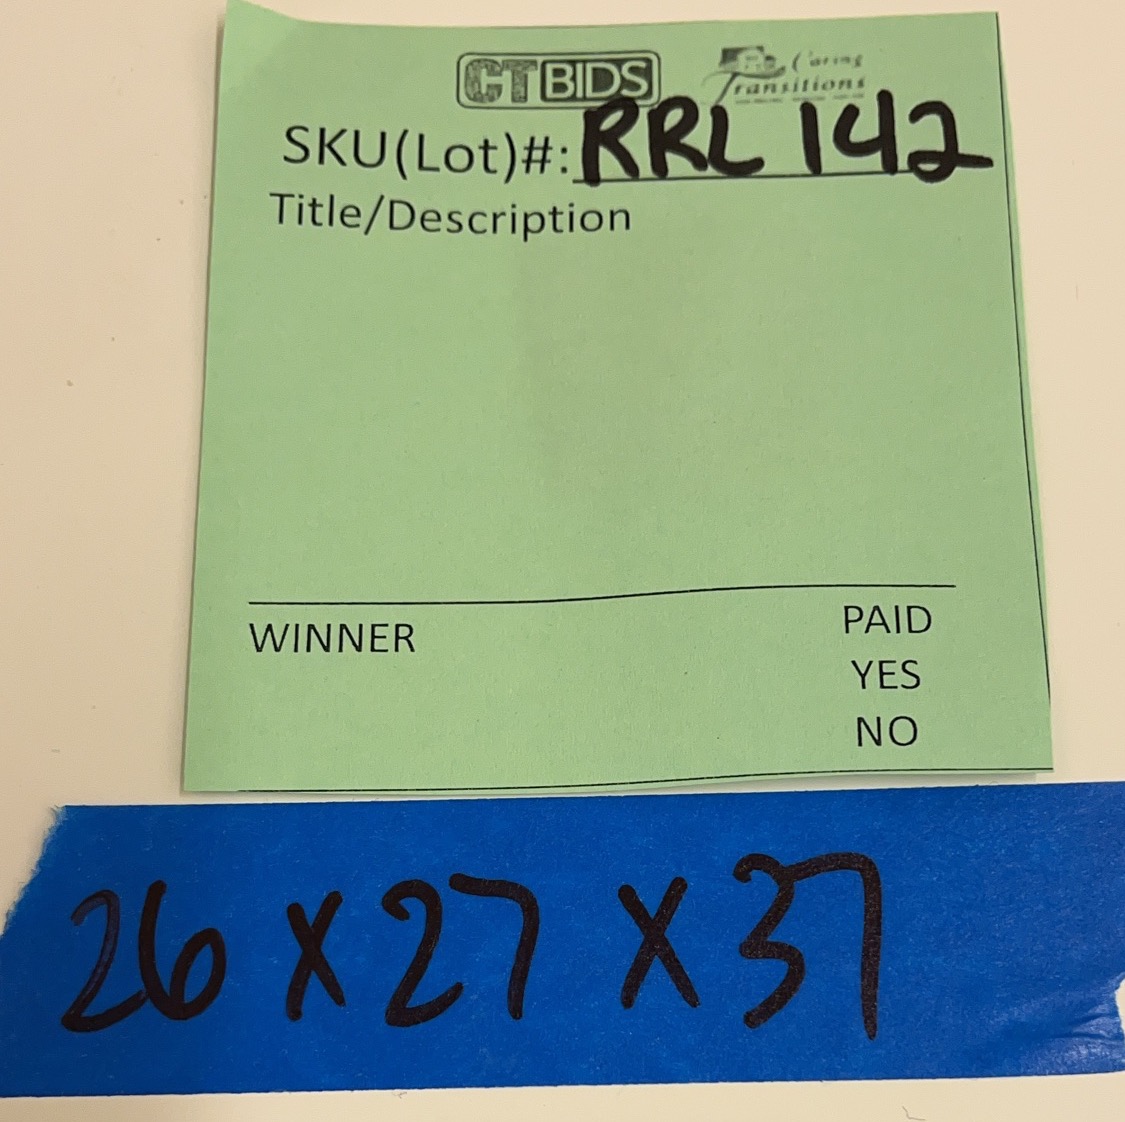 CTBIDS Caring Transitions
SKU(Lot)#: RRL 142
Title/Description
WINNER PAID
YES
NO
26 X 27 X 37